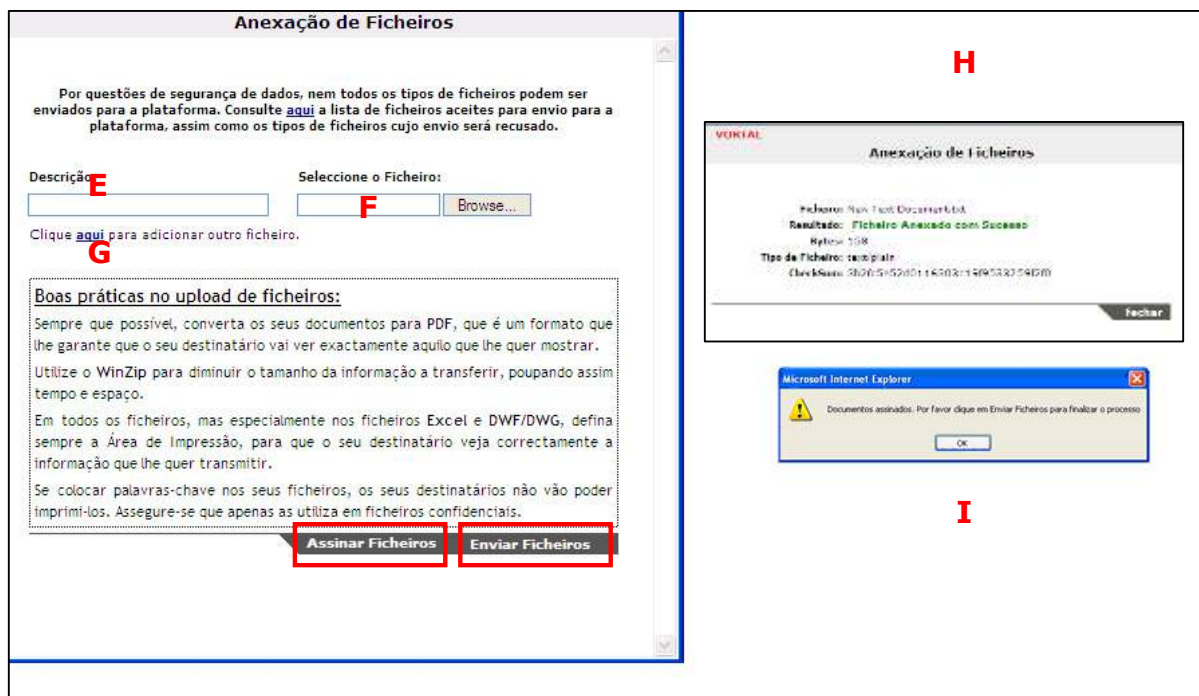 Anexação de Ficheiros
Por questões de segurança de dados, nem todos os tipos de ficheiros podem ser
enviados para a plataforma. Consulte aqui a lista de ficheiros aceites para envio para a
plataforma, assim como os tipos de ficheiros cujo envio será recusado.
Descrição
E
Seleccione o Ficheiro:
F
Browse...
Clique aqui para adicionar outro ficheiro.
G
Boas práticas no upload de ficheiros:
Sempre que possível, converta os seus documentos para PDF, que é um formato que
lhe garante que o seu destinatário vai ver exactamente aquilo que lhe quer mostrar.
Utilize o WinZip para diminuir o tamanho da informação a transferir, poupando assim
tempo e espaço.
Em todos os ficheiros, mas especialmente nos ficheiros Excel e DWF/DWG, defina
sempre a Área de Impressão, para que o seu destinatário veja correctamente a
informação que lhe quer transmitir.
Se colocar palavras-chave nos seus ficheiros, os seus destinatários não vão poder
imprimi-los. Assegure-se que apenas as utiliza em ficheiros confidenciais.
Assinar Ficheiros
Enviar Ficheiros
H
VORTAL
Anexação de Ficheiros
Ficheiro: New Text Document.txt
Resultado: Ficheiro Anexado com Sucesso
Bytes: 158
Tipo de Ficheiro: text/plain
CheckSum:
Fechar
Microsoft Internet Explorer
Documentos assinados. Por favor clique em Enviar Ficheiros para finalizar o processo
OK
I